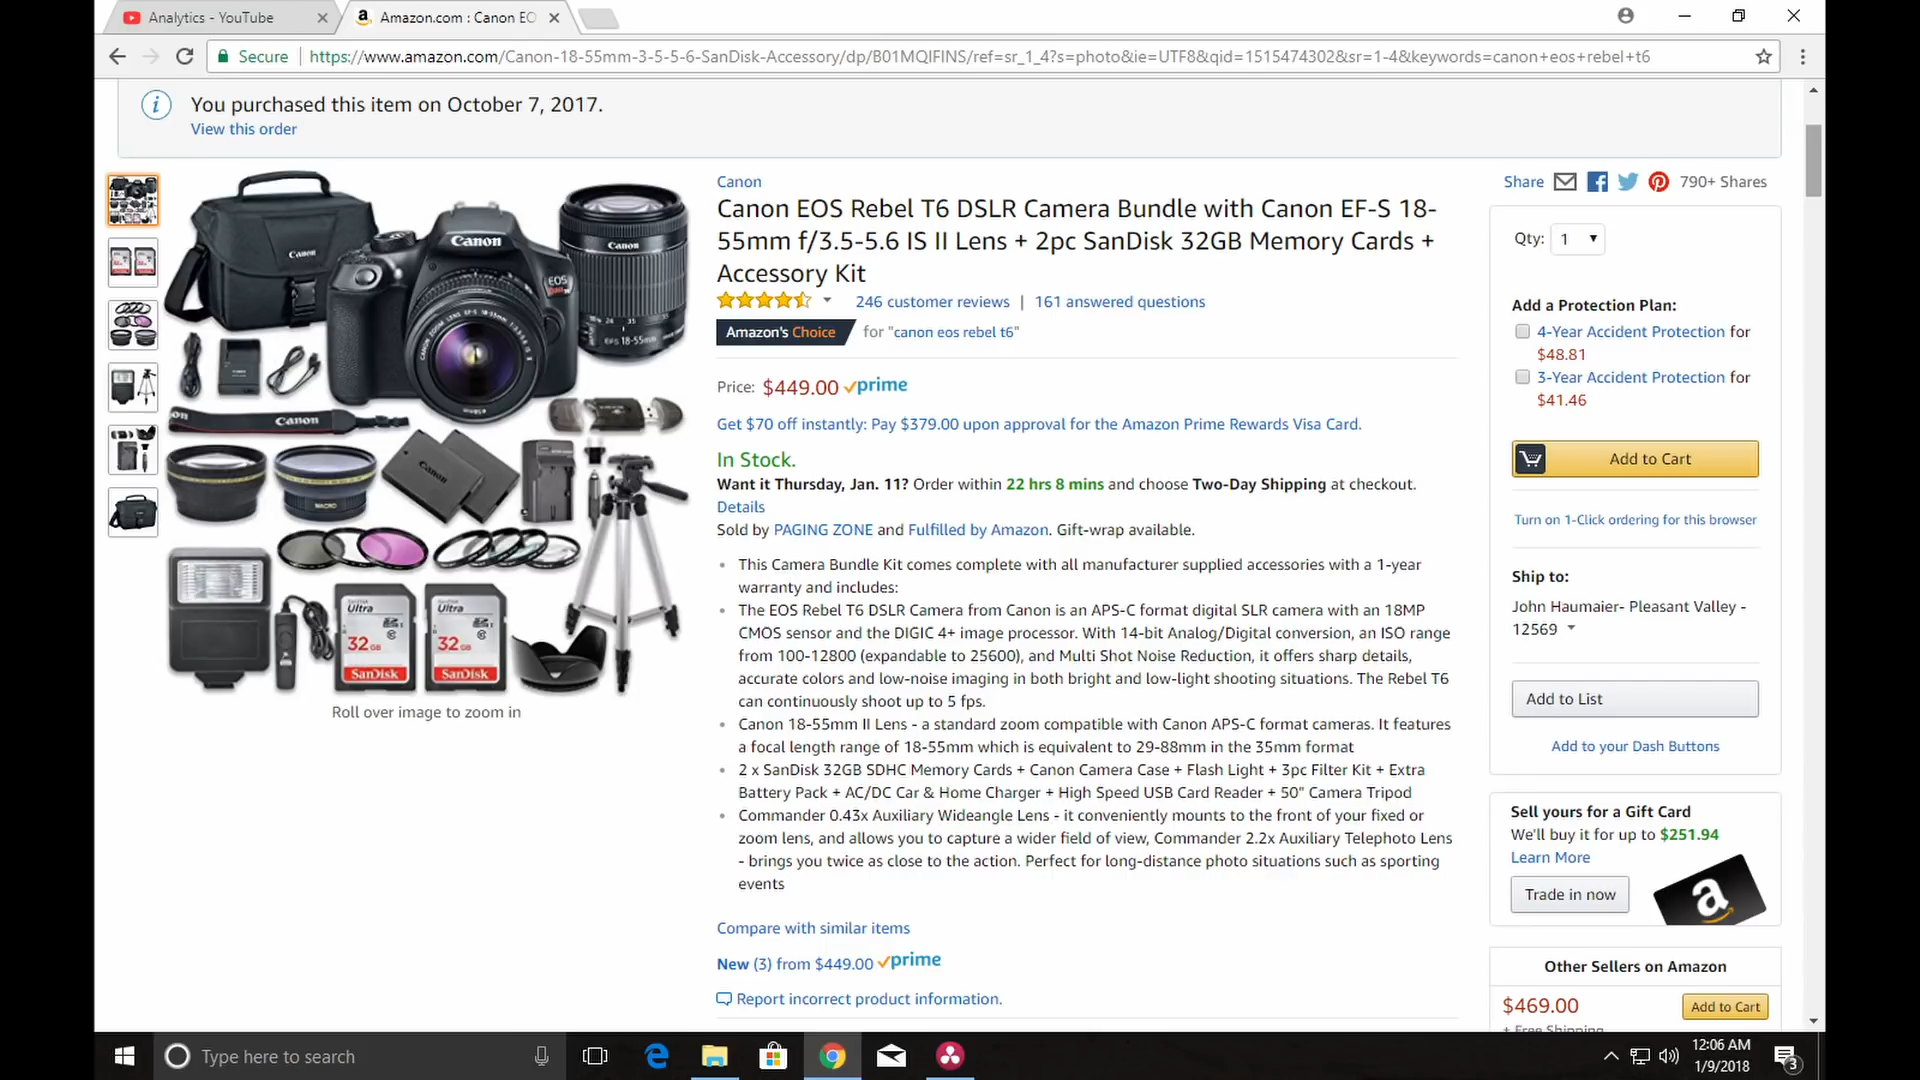 Analytics - YouTube
Amazon.com : Canon EO
Secure
https://www.amazon.com/Canon-18-55mm-3-5-5-6-SanDisk-Accessory/dp/B01MQIFINS/ref=sr_1_4?s=photo&ie=UTF8&qid=1515474302&sr=1-4&keywords=canon+eos+rebel+t6
You purchased this item on October 7, 2017.
View this order
Canon
Canon
EOS
Canon
EFS 18-55mm
Canon
MACRO
Canon
SanDisk
Ultra
32GB
SanDisk
SanDisk
Ultra
32GB
SanDisk
Roll over image to zoom in
Canon
Canon EOS Rebel T6 DSLR Camera Bundle with Canon EF-S 18-
55mm f/3.5-5.6 IS II Lens + 2pc SanDisk 32GB Memory Cards +
Accessory Kit
246 customer reviews | 161 answered questions
Amazon's Choice for "canon eos rebel t6"
Price: $449.00 prime
Get $70 off instantly: Pay $379.00 upon approval for the Amazon Prime Rewards Visa Card.
In Stock.
Want it Thursday, Jan. 11? Order within 22 hrs 8 mins and choose Two-Day Shipping at checkout.
Details
Sold by PAGING ZONE and Fulfilled by Amazon. Gift-wrap available.
This Camera Bundle Kit comes complete with all manufacturer supplied accessories with a 1-year
warranty and includes:
The EOS Rebel T6 DSLR Camera from Canon is an APS-C format digital SLR camera with an 18MP
CMOS sensor and the DIGIC 4+ image processor. With 14-bit Analog/Digital conversion, an ISO range
from 100-12800 (expandable to 25600), and Multi Shot Noise Reduction, it offers sharp details,
accurate colors and low-noise imaging in both bright and low-light shooting situations. The Rebel T6
can continuously shoot up to 5 fps.
Canon 18-55mm II Lens - a standard zoom compatible with Canon APS-C format cameras. It features
a focal length range of 18-55mm which is equivalent to 29-88mm in the 35mm format
2 x SanDisk 32GB SDHC Memory Cards + Canon Camera Case + Flash Light + 3pc Filter Kit + Extra
Battery Pack + AC/DC Car & Home Charger + High Speed USB Card Reader + 50" Camera Tripod
Commander 0.43x Auxiliary Wideangle Lens - it conveniently mounts to the front of your fixed or
zoom lens, and allows you to capture a wider field of view, Commander 2.2x Auxiliary Telephoto Lens
- brings you twice as close to the action. Perfect for long-distance photo situations such as sporting
events
Compare with similar items
New (3) from $449.00 prime
Report incorrect product information.
Share
790+ Shares
Qty: 1
Add a Protection Plan:
4-Year Accident Protection for
$48.81
3-Year Accident Protection for
$41.46
Add to Cart
Turn on 1-Click ordering for this browser
Ship to:
John Haumaier- Pleasant Valley -
12569
Add to List
Add to your Dash Buttons
Sell yours for a Gift Card
We'll buy it for up to $251.94
Learn More
Trade in now
Other Sellers on Amazon
$469.00
Add to Cart
+ Free Shipping
Type here to search
12:06 AM
1/9/2018
3